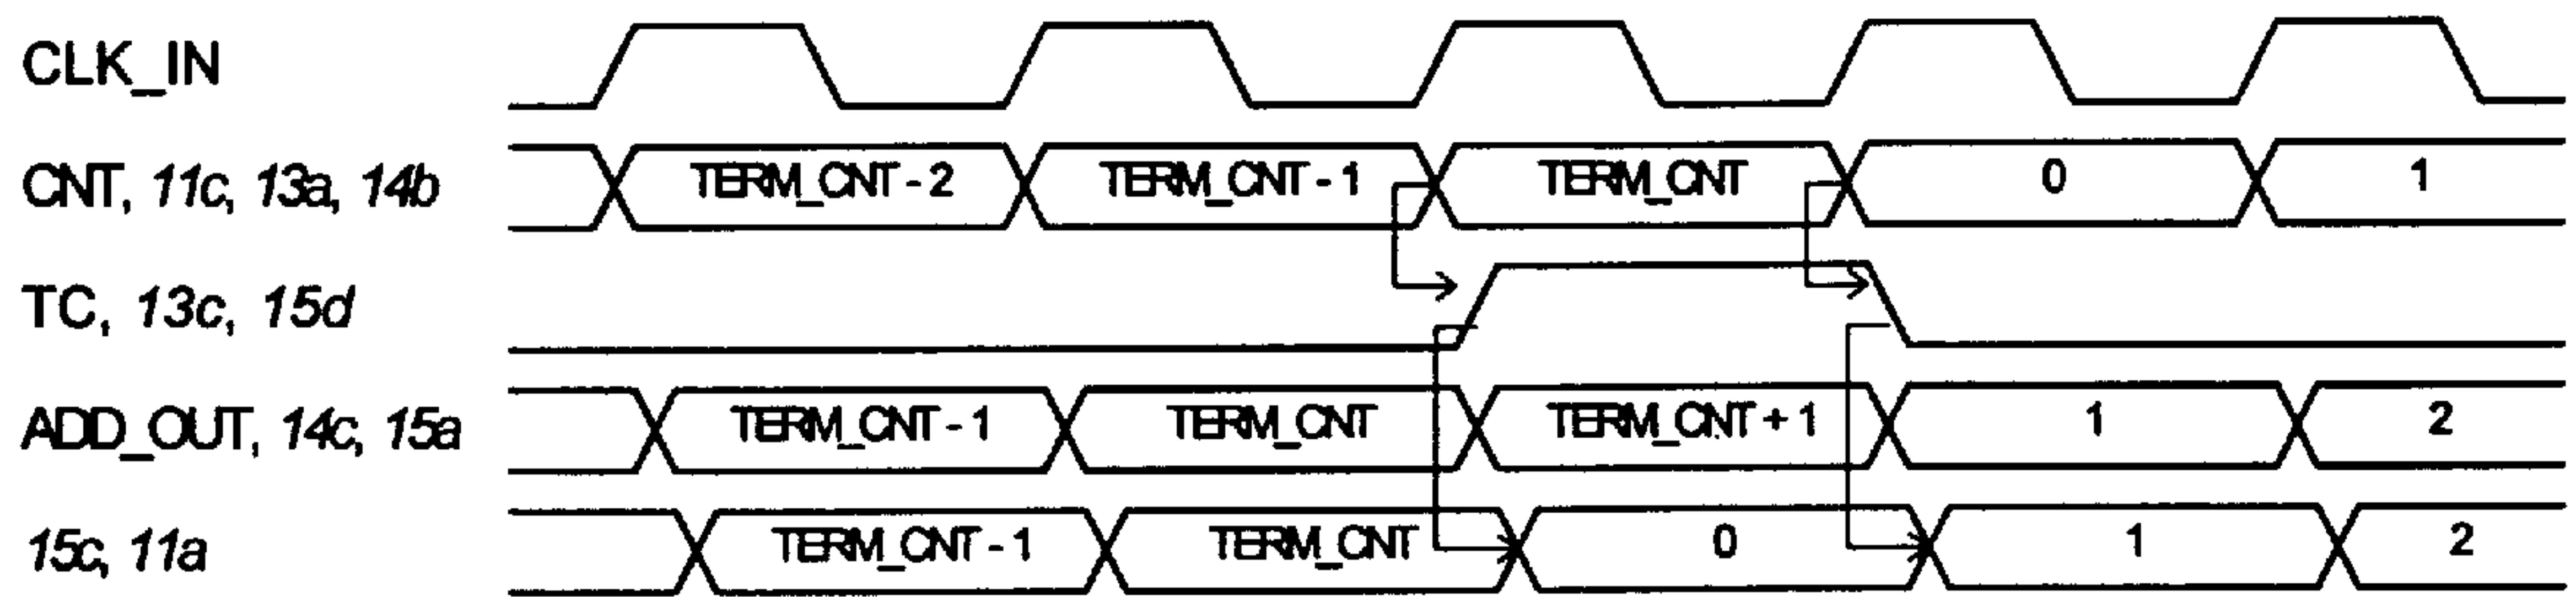 CLK_IN
CNT, 11c, 13a, 14b TERM_CNT - 2 TERM_CNT - 1 TERM_CNT 0 1
TC, 13c, 15d
ADD_OUT, 14c, 15a TERM_CNT - 1 TERM_CNT TERM_CNT + 1 1 2
15c, 11a TERM_CNT - 1 TERM_CNT 0 1 2